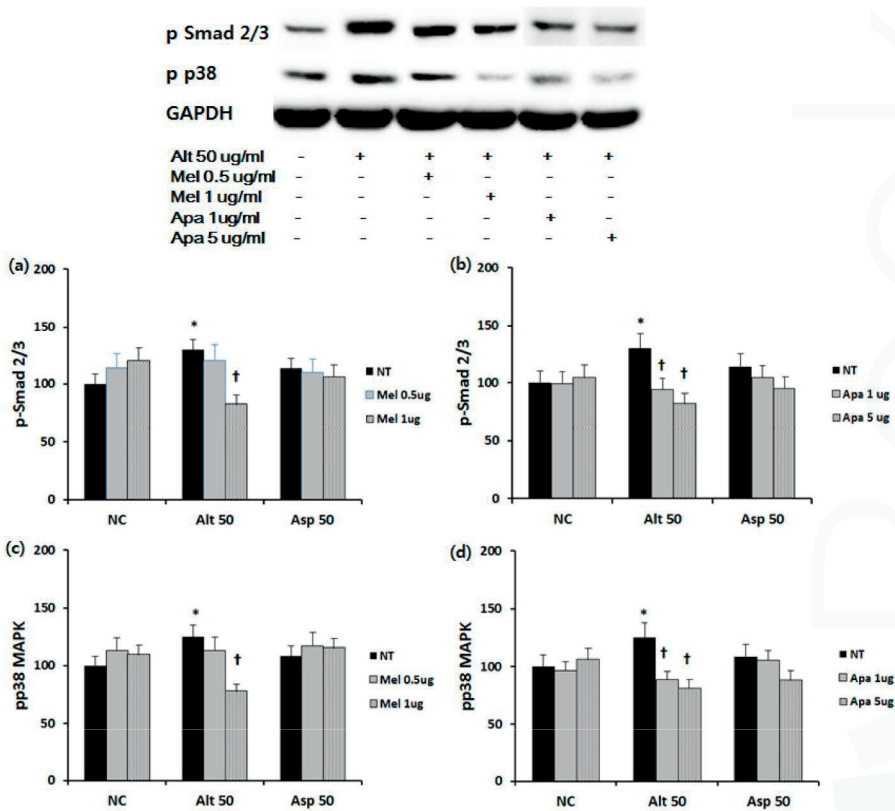 p Smad 2/3
p p38
GAPDH
Alt 50 ug/ml - + + + + +
Mel 0.5 ug/ml - - + - - -
Mel 1 ug/ml - - - + - -
Apa 1ug/ml - - - - + -
Apa 5 ug/ml - - - - - +
(a)
200
150
100
50
0
p-Smad 2/3
*
†
NC Alt 50 Asp 50
NT
Mel 0.5ug
Mel 1ug
(b)
200
150
100
50
0
p-Smad 2/3
*
† †
NC Alt 50 Asp 50
NT
Apa 1 ug
Apa 5 ug
(c)
200
150
100
50
0
pp38 MAPK
*
†
NC Alt 50 Asp 50
NT
Mel 0.5ug
Mel 1ug
(d)
200
150
100
50
0
pp38 MAPK
*
† †
NC Alt 50 Asp 50
NT
Apa 1ug
Apa 5ug